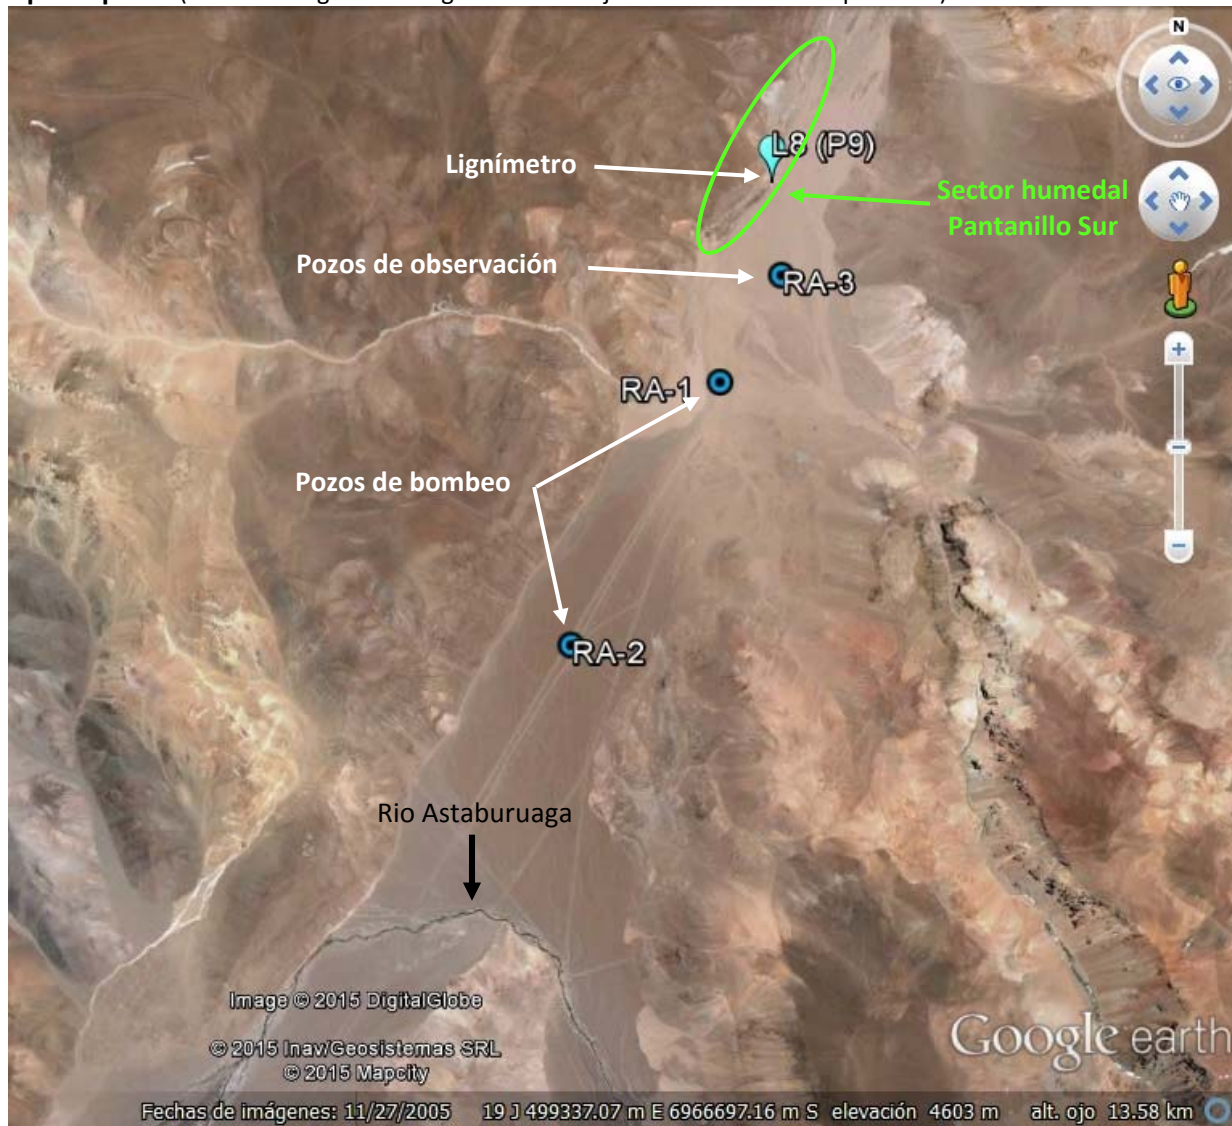 N
L8 (P9)
Lignímetro
Sector humedal
Pantanillo Sur
Pozos de observación
RA-3
RA-1
Pozos de bombeo
RA-2
Rio Astaburuaga
Image © 2015 DigitalGlobe
© 2015 Inav/Geosistemas SRL
© 2015 Mapcity
Google earth
Fechas de imágenes: 11/27/2005 19 J 499337.07 m E 6966697.16 m S elevación 4603 m alt. ojo 13.58 km